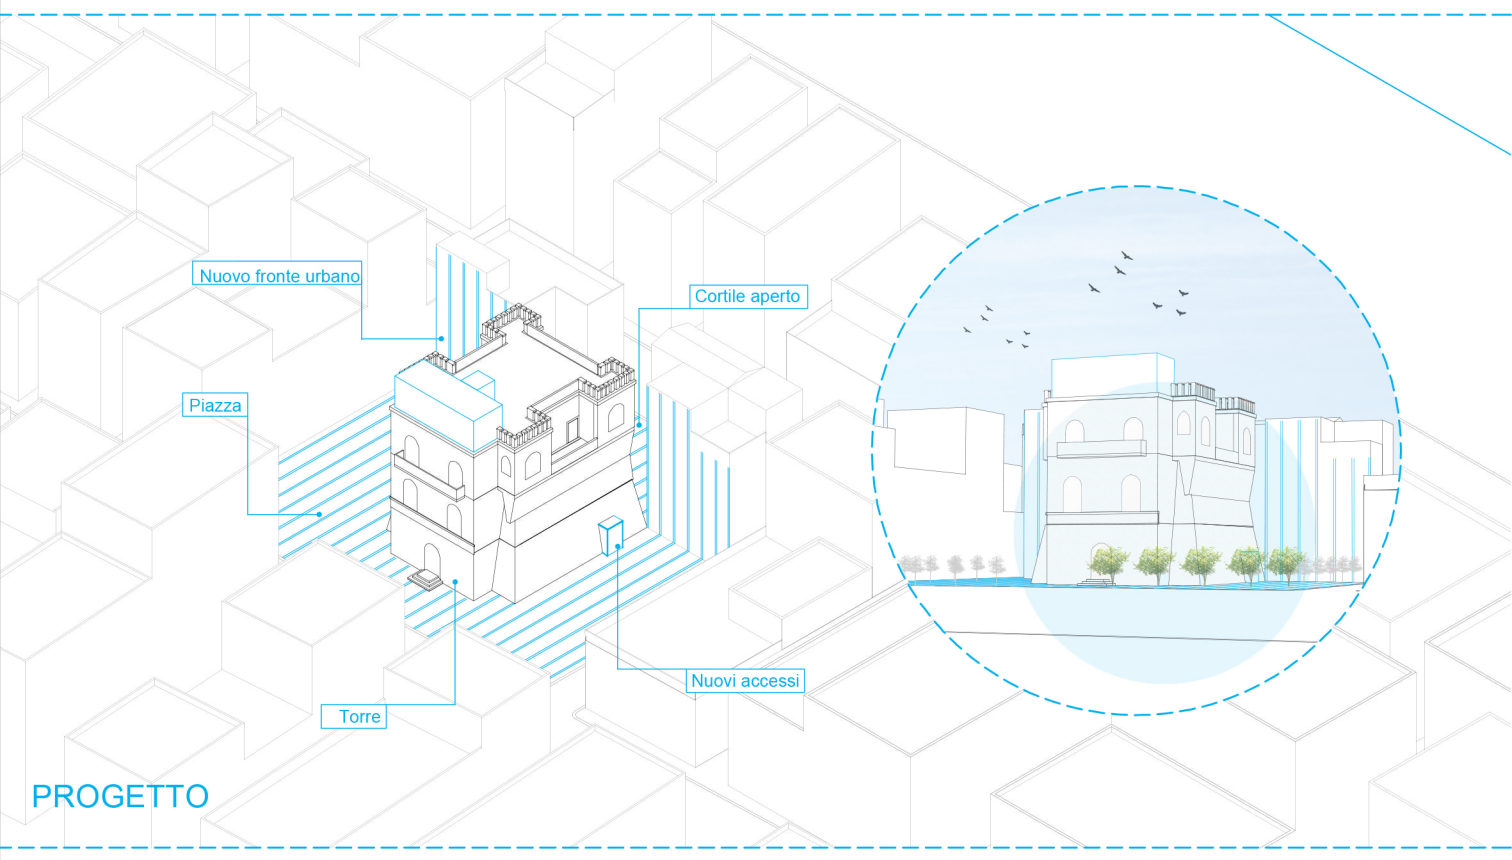 Nuovo fronte urbano
Cortile aperto
Piazza
Nuovi accessi
Torre
PROGETTO